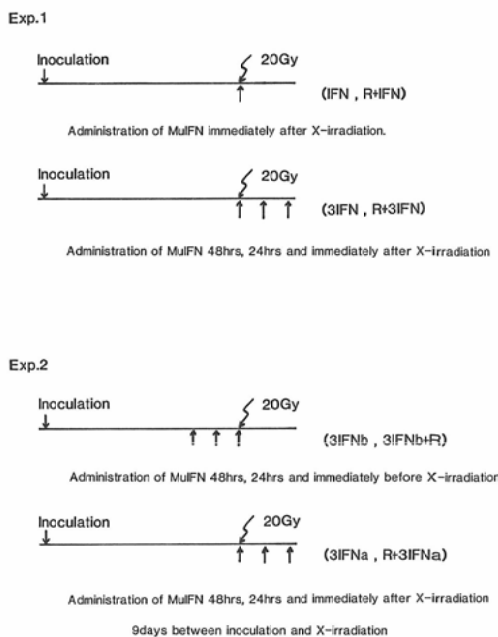 Exp.1
Inoculation
20Gy
(IFN , R+IFN)
Administration of MuIFN immediately after X-irradiation.
Inoculation
20Gy
(3IFN , R+3IFN)
Administration of MuIFN 48hrs, 24hrs and immediately after X-irradiation
Exp.2
Inoculation
20Gy
(3IFNb , 3IFNb+R)
Administration of MuIFN 48hrs, 24hrs and immediately before X-irradiation
Inoculation
20Gy
(3IFNa , R+3IFNa)
Administration of MuIFN 48hrs, 24hrs and immediately after X-irradiation
9days between inoculation and X-irradiation